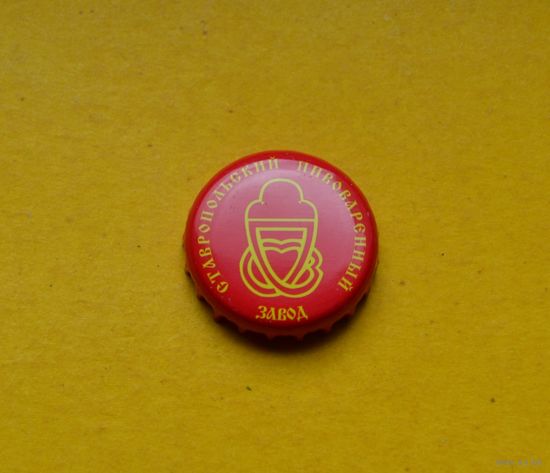 СТАВРОПОЛЬСКИЙ ПИВОВАРЕННЫЙ
ЗАВОД